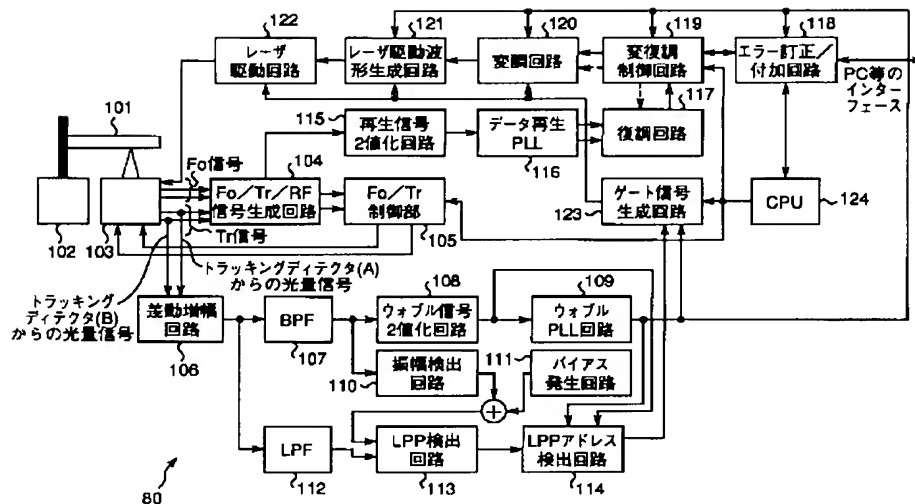 122
121
120
119
118
レーザ
駆動回路
レーザ駆動波
形生成回路
変調回路
変復調
制御回路
エラー訂正/
付加回路
PC等の
インター
フェース
101
115
再生信号
2値化回路
データ再生
PLL
116
117
復調回路
Fo信号
104
Fo/Tr/RF
信号生成回路
Fo/Tr
制御部
105
123
ゲート信号
生成回路
CPU
124
102
103
Tr信号
トラッキングディテクタ(A)
からの光量信号
トラッキング
ディテクタ(B)
からの光量信号
差動増幅
回路
106
BPF
107
108
ウォブル信号
2値化回路
109
ウォブル
PLL回路
110
振幅検出
回路
111
バイアス
発生回路
+
LPF
112
LPP検出
回路
113
LPPアドレス
検出回路
114
80